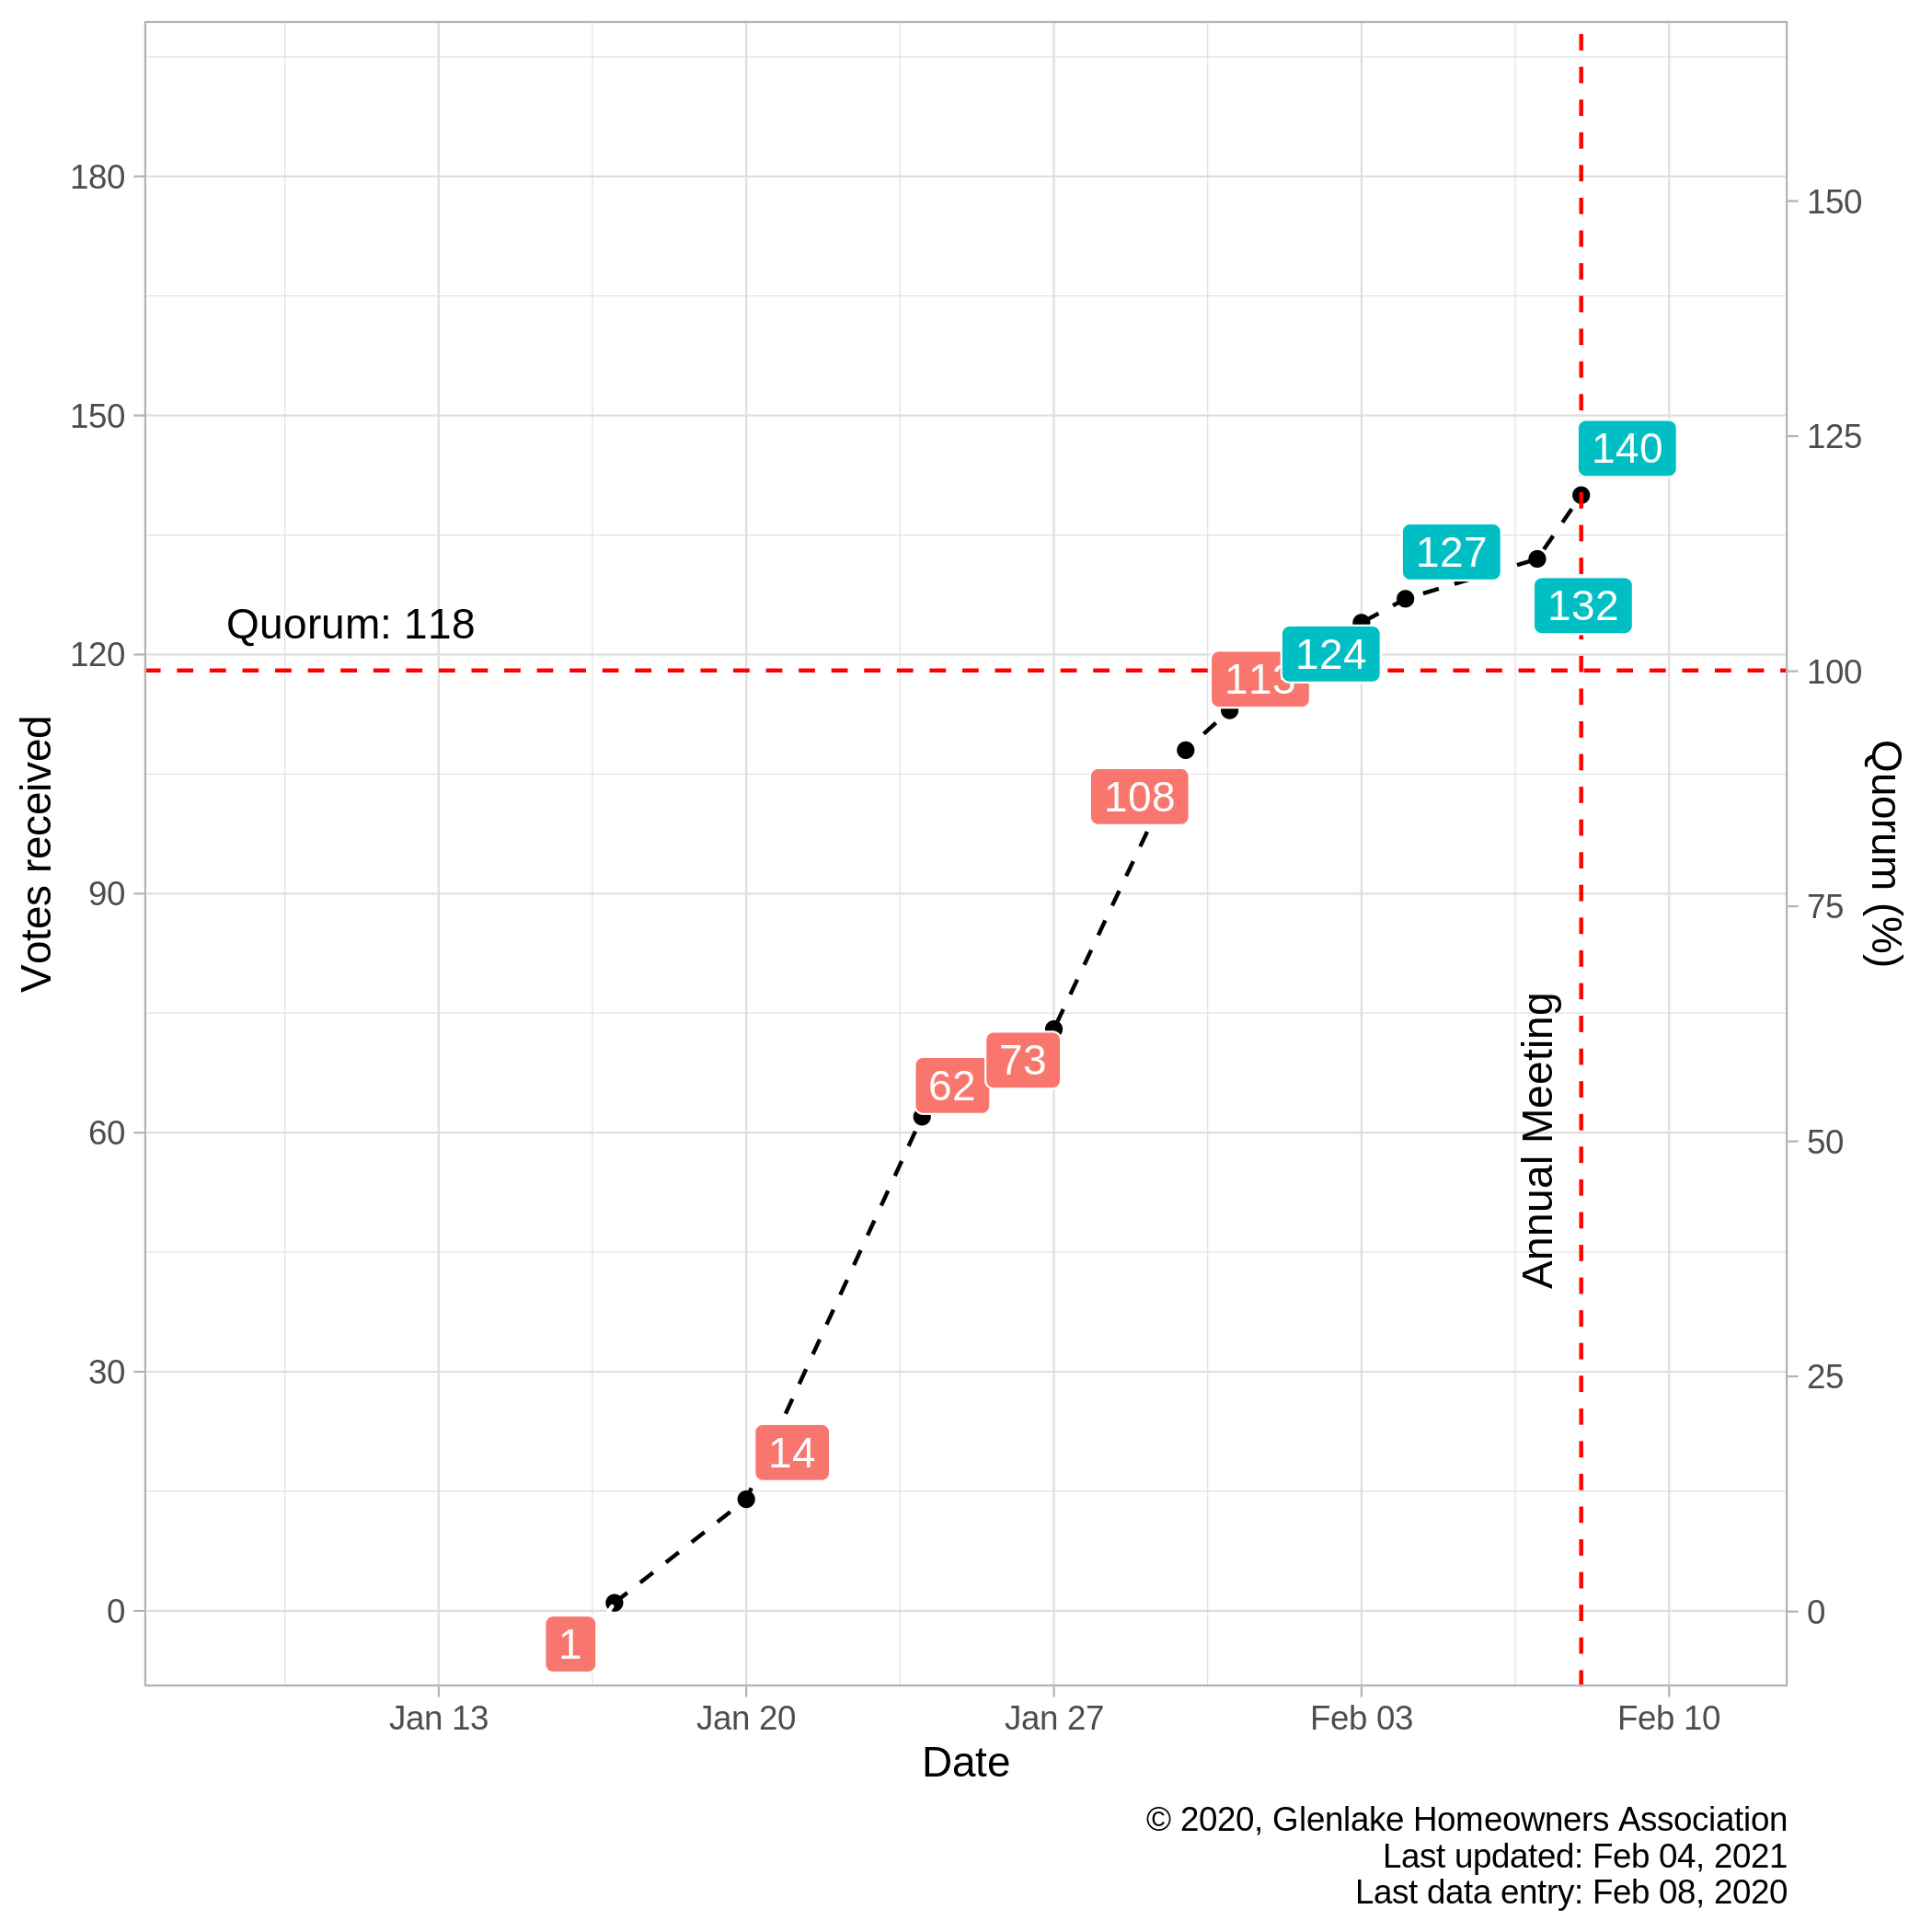 180
150
120
90
60
30
0
150
125
100
75
50
25
0
Votes received
Quorum (%)
Quorum: 118
Annual Meeting
1
14
62
73
108
113
124
127
132
140
Jan 13
Jan 20
Jan 27
Feb 03
Feb 10
Date
© 2020, Glenlake Homeowners Association
Last updated: Feb 04, 2021
Last data entry: Feb 08, 2020